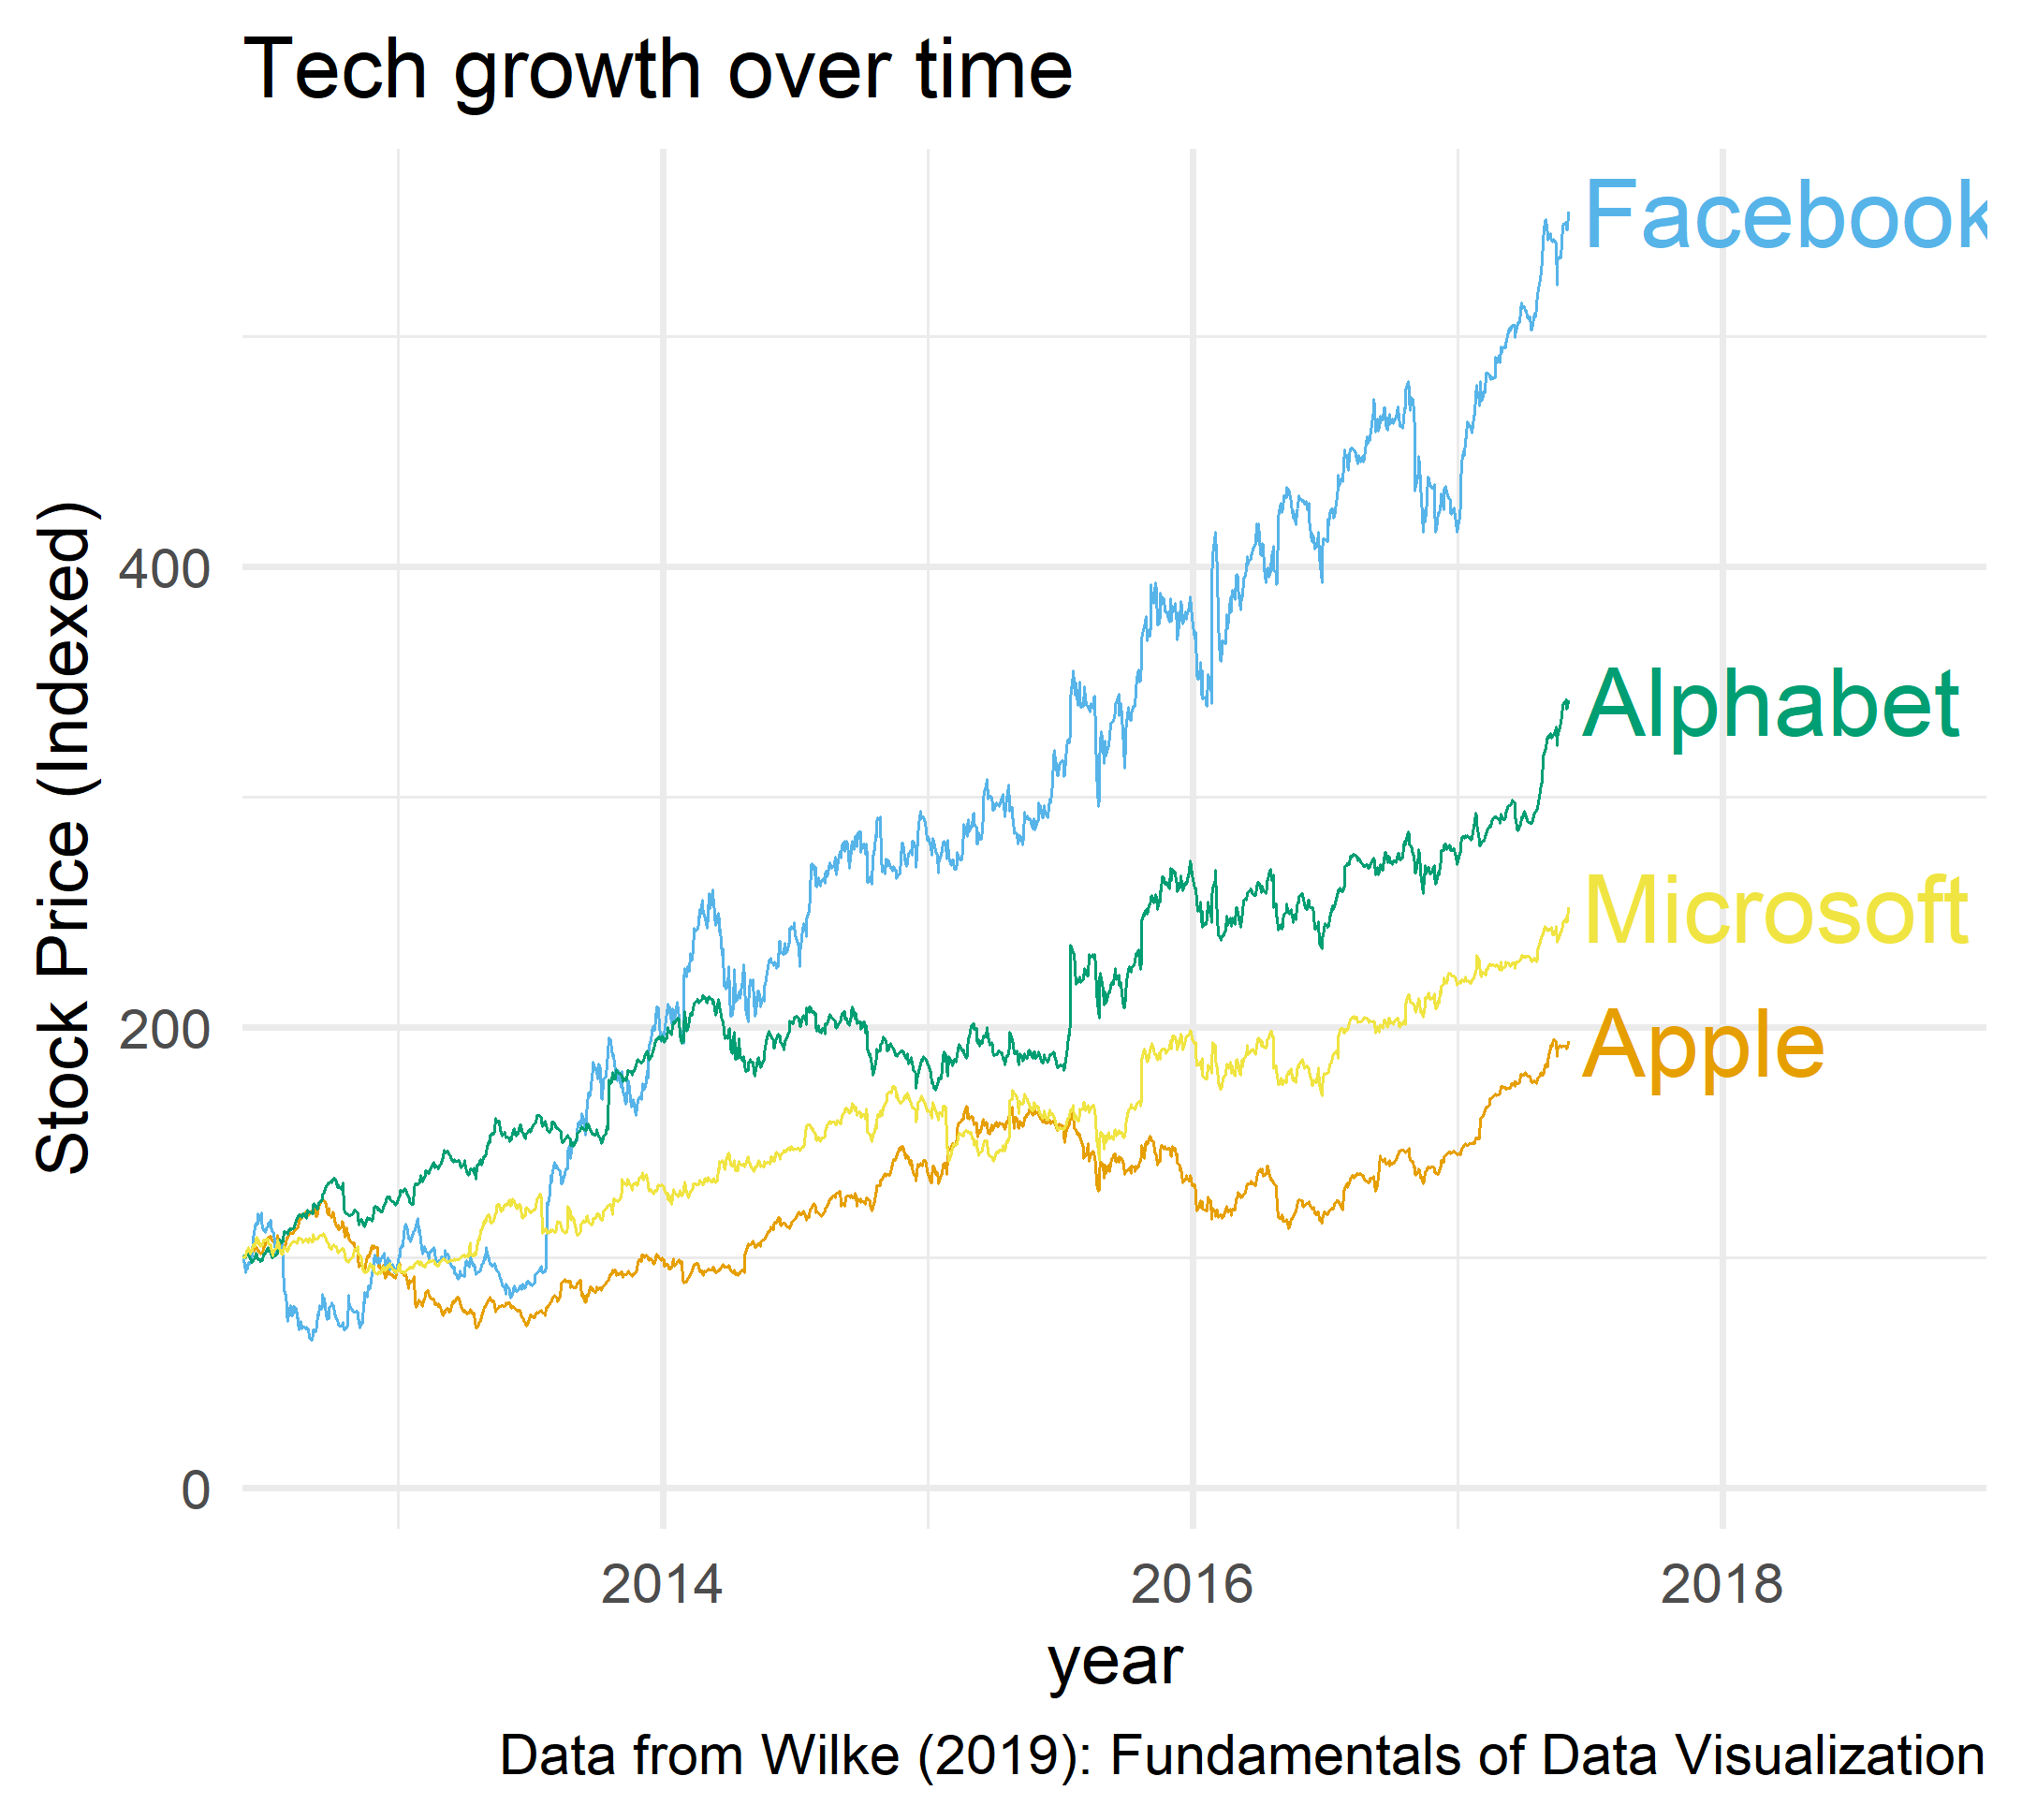 Tech growth over time
Facebook
Alphabet
Microsoft
Apple
Stock Price (Indexed)
400
200
0
2014 2016 2018
year
Data from Wilke (2019): Fundamentals of Data Visualization